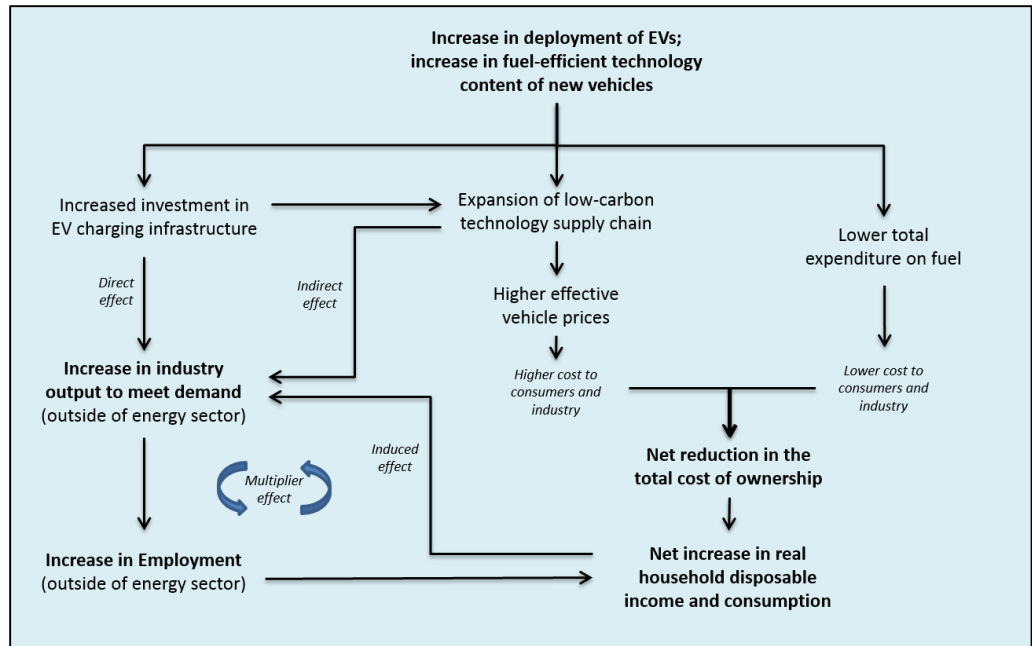 Increase in deployment of EVs;
increase in fuel-efficient technology
content of new vehicles
Increased investment in
EV charging infrastructure
Expansion of low-carbon
technology supply chain
Lower total
expenditure on fuel
Direct
effect
Indirect
effect
Higher effective
vehicle prices
Increase in industry
output to meet demand
(outside of energy sector)
Higher cost to
consumers and
industry
Lower cost to
consumers and
industry
Induced
effect
Net reduction in the
total cost of ownership
Multiplier
effect
Increase in Employment
(outside of energy sector)
Net increase in real
household disposable
income and consumption